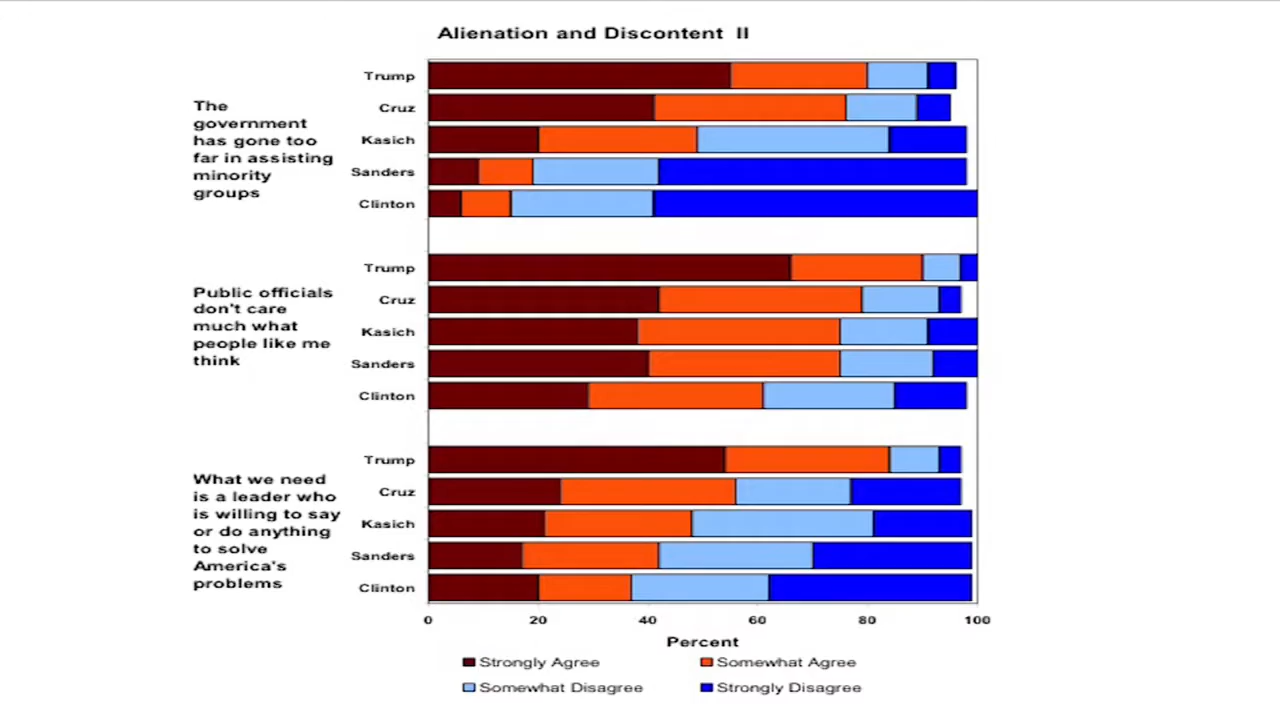 Alienation and Discontent II
The
government
has gone too
far in assisting
minority
groups
Trump
Cruz
Kasich
Sanders
Clinton
Public officials
don't care
much what
people like me
think
Trump
Cruz
Kasich
Sanders
Clinton
What we need
is a leader who
is willing to say
or do anything
to solve
America's
problems
Trump
Cruz
Kasich
Sanders
Clinton
0 20 40 60 80 100
Percent
Strongly Agree Somewhat Agree
Somewhat Disagree Strongly Disagree